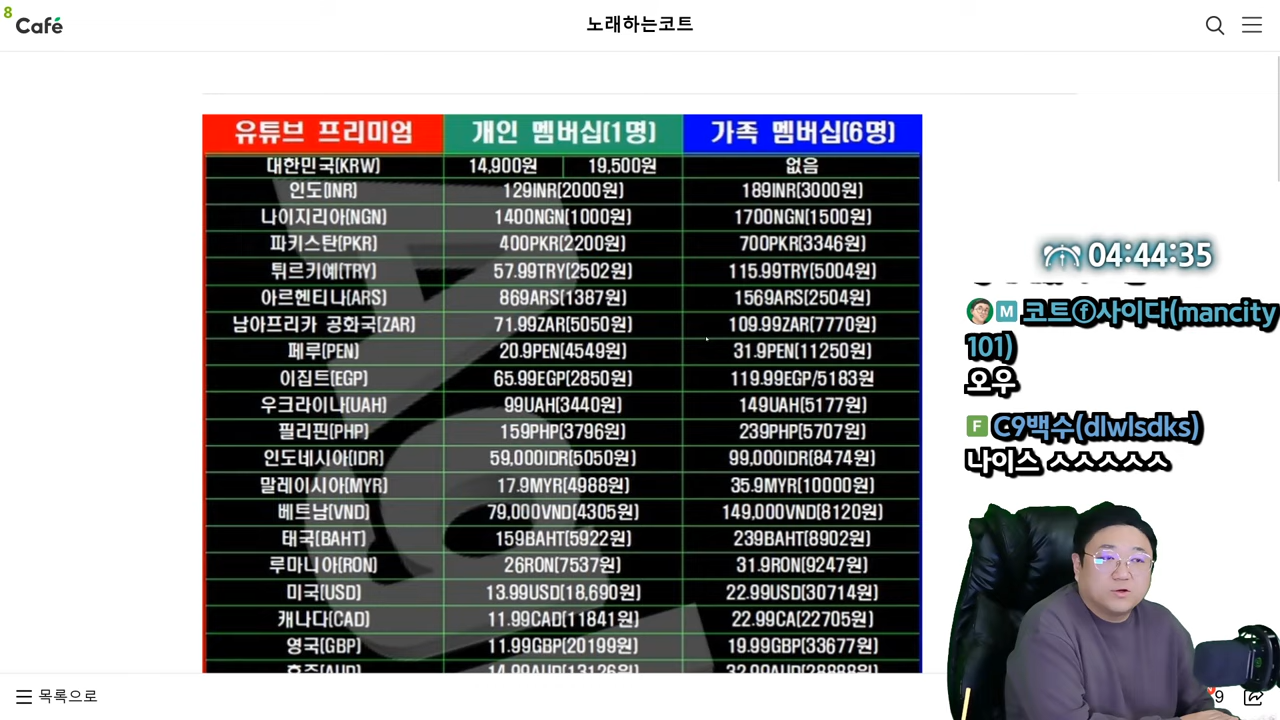 8
Café
노래하는코트
유튜브 프리미엄 개인 멤버십(1명) 가족 멤버십(6명)
대한민국(KRW) 14,900원 19,500원 없음
인도(INR) 129INR(2000원) 189INR(3000원)
나이지리아(NGN) 1400NGN(1000원) 1700NGN(1500원)
파키스탄(PKR) 400PKR(2200원) 700PKR(3346원)
튀르키예(TRY) 57.99TRY(2502원) 115.99TRY(5004원)
아르헨티나(ARS) 869ARS(1387원) 1569ARS(2504원)
남아프리카 공화국(ZAR) 71.99ZAR(5050원) 109.99ZAR(7770원)
페루(PEN) 20.9PEN(4549원) 31.9PEN(11250원)
이집트(EGP) 65.99EGP(2850원) 119.99EGP/5183원
우크라이나(UAH) 99UAH(3440원) 149UAH(5177원)
필리핀(PHP) 159PHP(3796원) 239PHP(5707원)
인도네시아(IDR) 59,000IDR(5050원) 99,000IDR(8474원)
말레이시아(MYR) 17.9MYR(4988원) 35.9MYR(10000원)
베트남(VND) 79,000VND(4305원) 149,000VND(8120원)
태국(BAHT) 159BAHT(5922원) 239BAHT(8902원)
루마니아(RON) 26RON(7537원) 31.9RON(9247원)
미국(USD) 13.99USD(18,690원) 22.99USD(30714원)
캐나다(CAD) 11.99CAD(11841원) 22.99CA(22705원)
영국(GBP) 11.99GBP(20199원) 19.99GBP(33677원)
호주(AUD) 14.99AUD(13126원) 32.99AUD(28888원)
04:44:35
M 코트ⓕ사이다(mancity
101)
오우
F C9백수(dlwlsdks)
나이스 ㅅㅅㅅㅅㅅ
목록으로
9